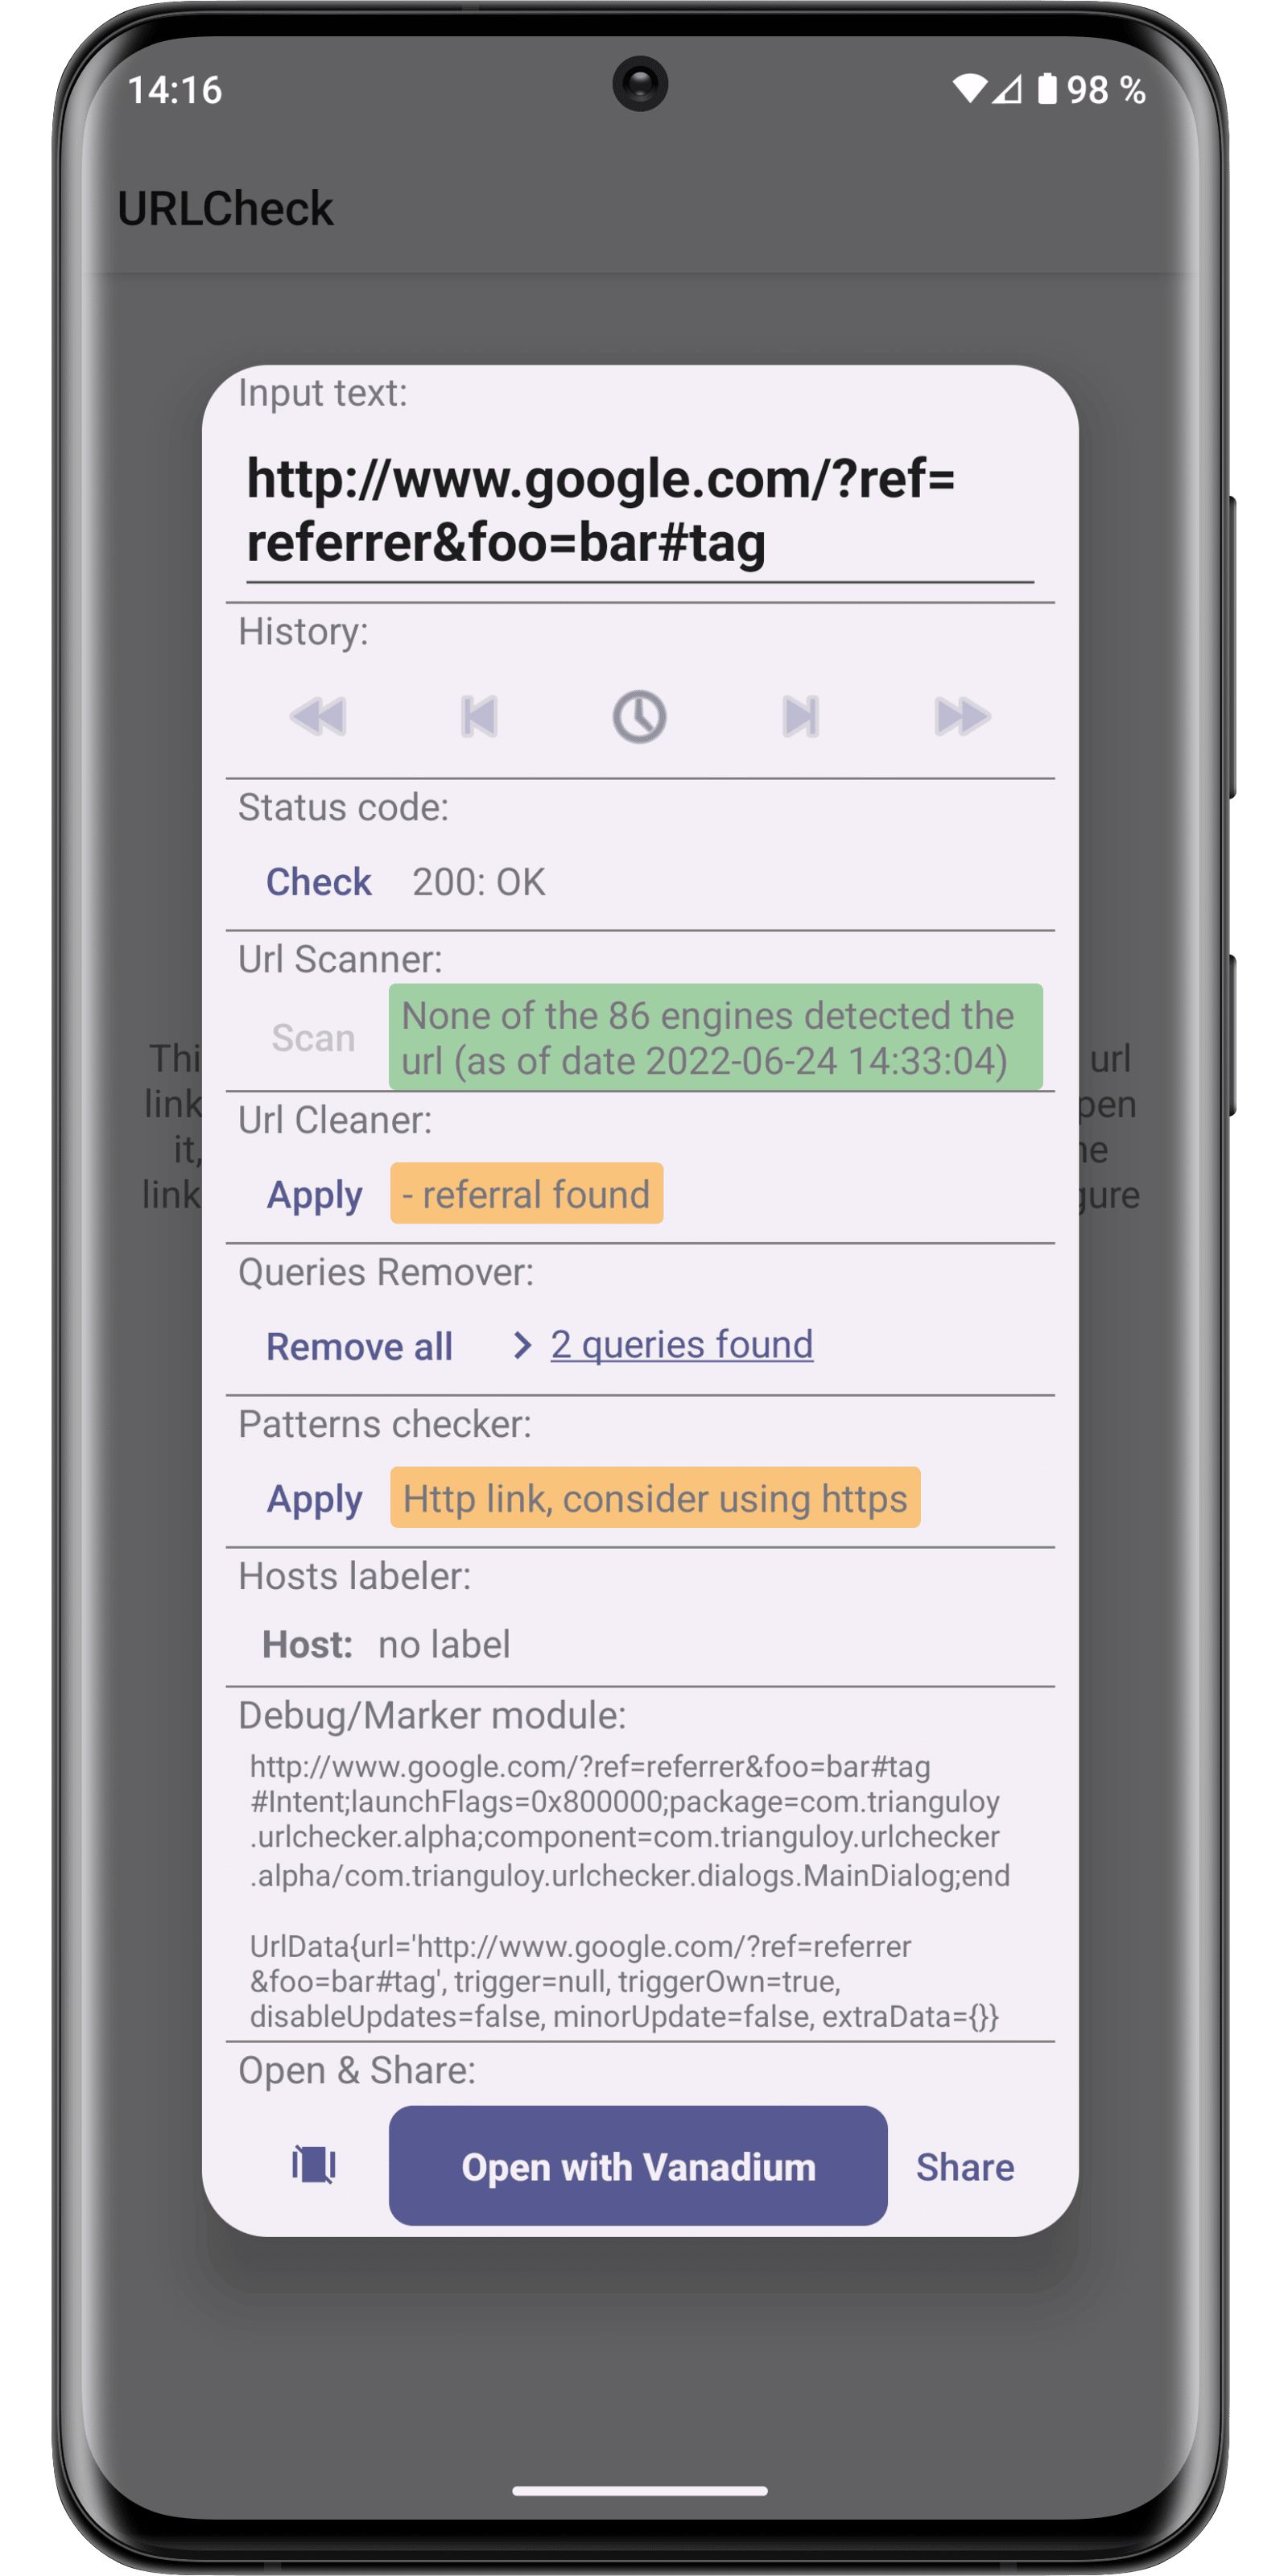 14:16
98 %
URLCheck
Input text:
http://www.google.com/?ref=
referrer&foo=bar#tag
History:
Status code:
Check 200: OK
Url Scanner:
Scan
None of the 86 engines detected the
url (as of date 2022-06-24 14:33:04)
Url Cleaner:
Apply - referral found
Queries Remover:
Remove all 2 queries found
Patterns checker:
Apply Http link, consider using https
Hosts labeler:
Host: no label
Debug/Marker module:
http://www.google.com/?ref=referrer&foo=bar#tag
#Intent;launchFlags=0x800000;package=com.trianguloy
.urlchecker.alpha;component=com.trianguloy.urlchecker
.alpha/com.trianguloy.urlchecker.dialogs.MainDialog;end
UrlData{url='http://www.google.com/?ref=referrer
&foo=bar#tag', trigger=null, triggerOwn=true,
disableUpdates=false, minorUpdate=false, extraData={}}
Open & Share:
Open with Vanadium Share
url
link
it,
link